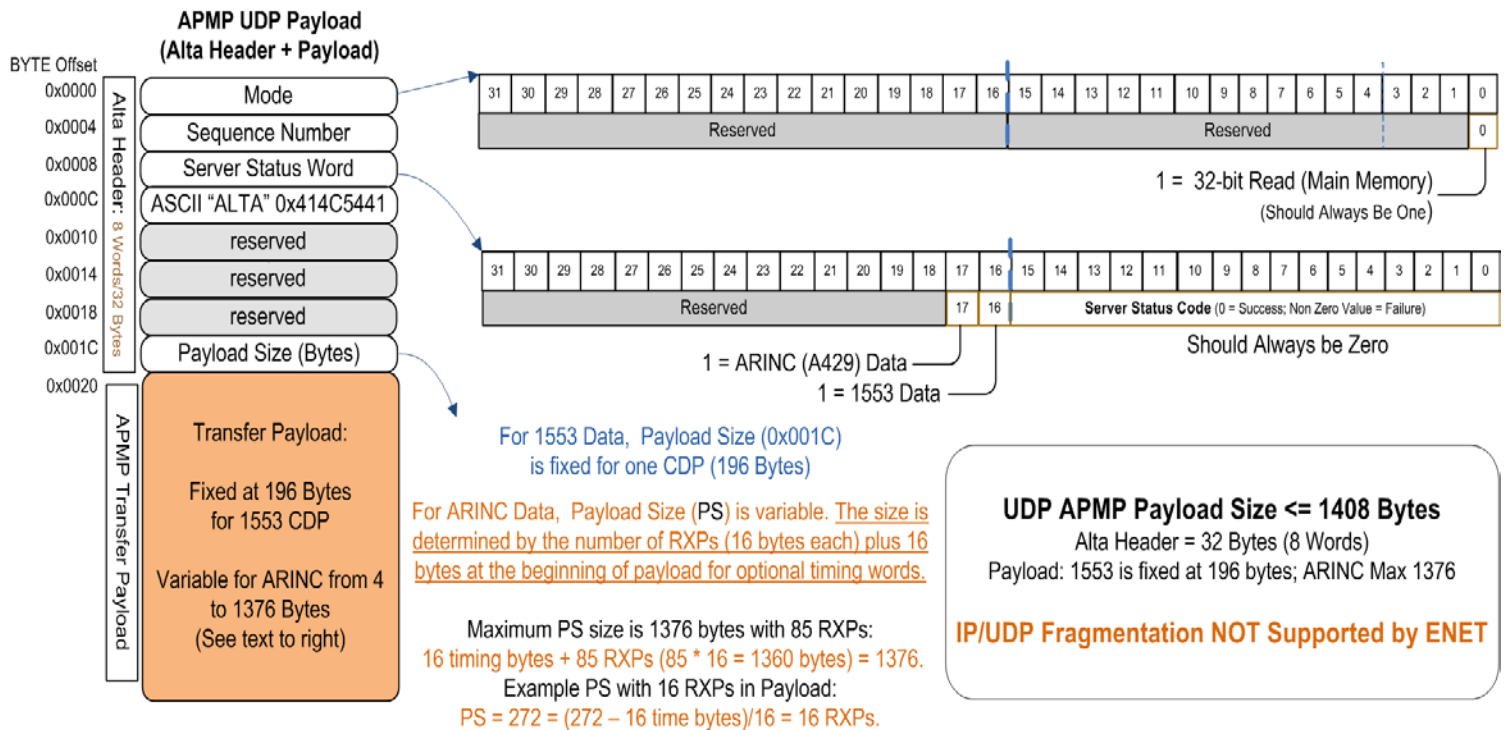 APMP UDP Payload
(Alta Header + Payload)
BYTE Offset
0x0000
0x0004
0x0008
0x000C
0x0010
0x0014
0x0018
0x001C
0x0020
Alta Header: 8 Words/32 Bytes
APMP Transfer Payload
Mode
Sequence Number
Server Status Word
ASCII “ALTA” 0x414C5441
reserved
reserved
reserved
Payload Size (Bytes)
Transfer Payload:
Fixed at 196 Bytes
for 1553 CDP
Variable for ARINC from 4
to 1376 Bytes
(See text to right)
31 30 29 28 27 26 25 24 23 22 21 20 19 18 17 16 15 14 13 12 11 10 9 8 7 6 5 4 3 2 1 0
Reserved Reserved 0
1 = 32-bit Read (Main Memory)
(Should Always Be One)
31 30 29 28 27 26 25 24 23 22 21 20 19 18 17 16 15 14 13 12 11 10 9 8 7 6 5 4 3 2 1 0
Reserved 17 16 Server Status Code (0 = Success; Non Zero Value = Failure)
Should Always be Zero
1 = ARINC (A429) Data
1 = 1553 Data
For 1553 Data, Payload Size (0x001C)
is fixed for one CDP (196 Bytes)
For ARINC Data, Payload Size (PS) is variable. The size is
determined by the number of RXPs (16 bytes each) plus 16
bytes at the beginning of payload for optional timing words.
Maximum PS size is 1376 bytes with 85 RXPs:
16 timing bytes + 85 RXPs (85 * 16 = 1360 bytes) = 1376.
Example PS with 16 RXPs in Payload:
PS = 272 = (272 – 16 time bytes)/16 = 16 RXPs.
UDP APMP Payload Size <= 1408 Bytes
Alta Header = 32 Bytes (8 Words)
Payload: 1553 is fixed at 196 bytes; ARINC Max 1376
IP/UDP Fragmentation NOT Supported by ENET